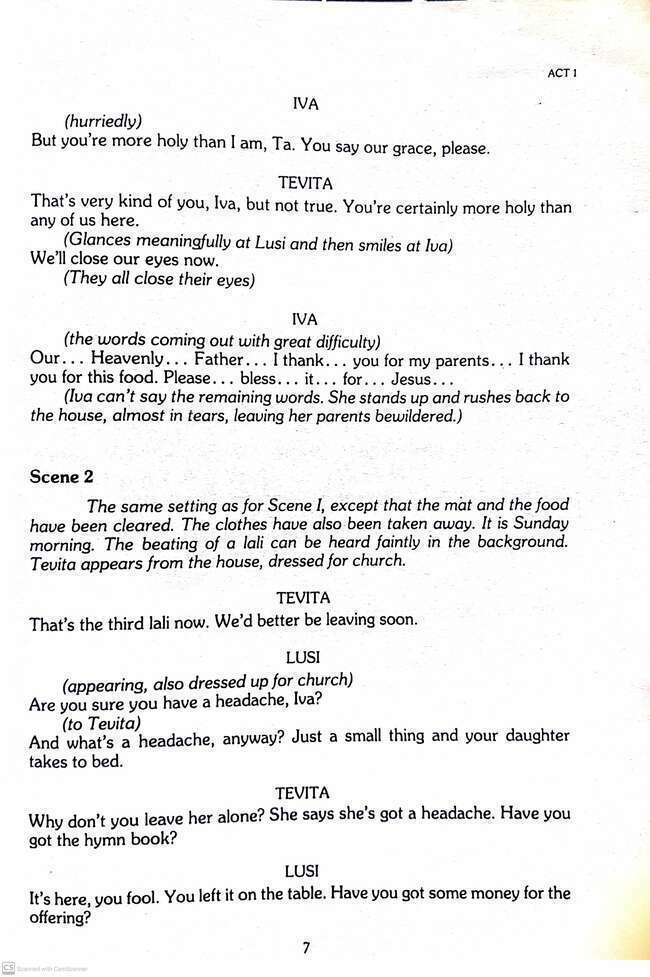 ACT 1
IVA
(hurriedly)
But you're more holy than I am, Ta. You say our grace, please.
TEVITA
That's very kind of you, Iva, but not true. You're certainly more holy than
any of us here.
(Glances meaningfully at Lusi and then smiles at Iva)
We'll close our eyes now.
(They all close their eyes)
IVA
(the words coming out with great difficulty)
Our... Heavenly... Father... I thank... you for my parents... I thank
you for this food. Please... bless... it... for... Jesus...
(Iva can't say the remaining words. She stands up and rushes back to
the house, almost in tears, leaving her parents bewildered.)
Scene 2
The same setting as for Scene I, except that the mat and the food
have been cleared. The clothes have also been taken away. It is Sunday
morning. The beating of a lali can be heard faintly in the background.
Tevita appears from the house, dressed for church.
TEVITA
That's the third lali now. We'd better be leaving soon.
LUSI
(appearing, also dressed up for church)
Are you sure you have a headache, Iva?
(to Tevita)
And what's a headache, anyway? Just a small thing and your daughter
takes to bed.
TEVITA
Why don't you leave her alone? She says she's got a headache. Have you
got the hymn book?
LUSI
It's here, you fool. You left it on the table. Have you got some money for the
offering?
7
CS Scanned with CamScanner